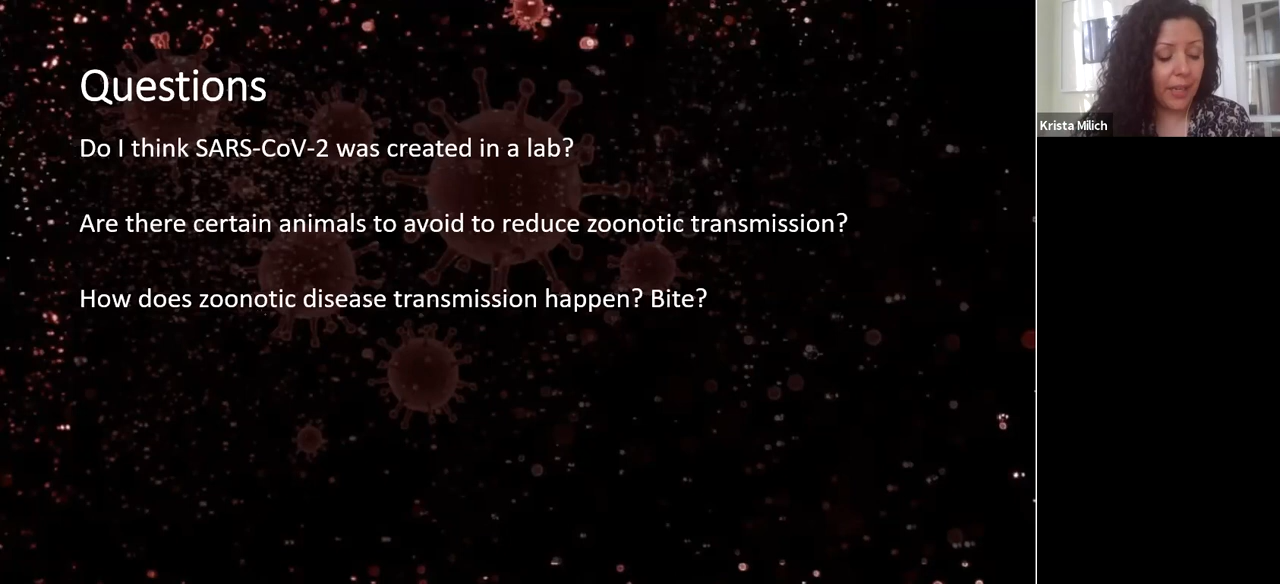 Questions
Do I think SARS-CoV-2 was created in a lab?
Are there certain animals to avoid to reduce zoonotic transmission?
How does zoonotic disease transmission happen? Bite?
Krista Milich